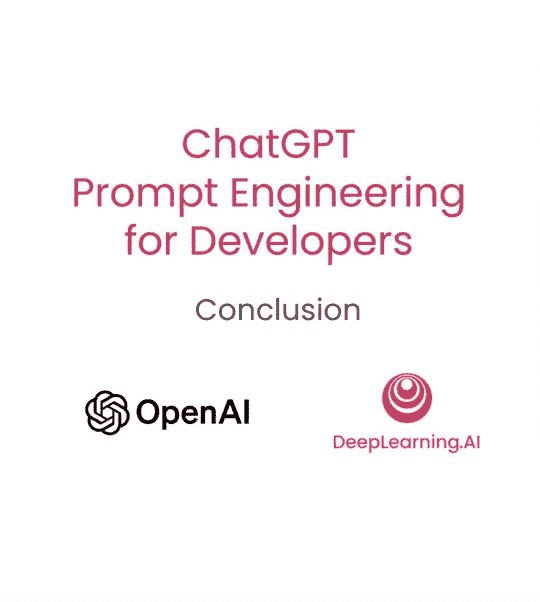 ChatGPT
Prompt Engineering
for Developers
Conclusion
OpenAI
DeepLearning.AI